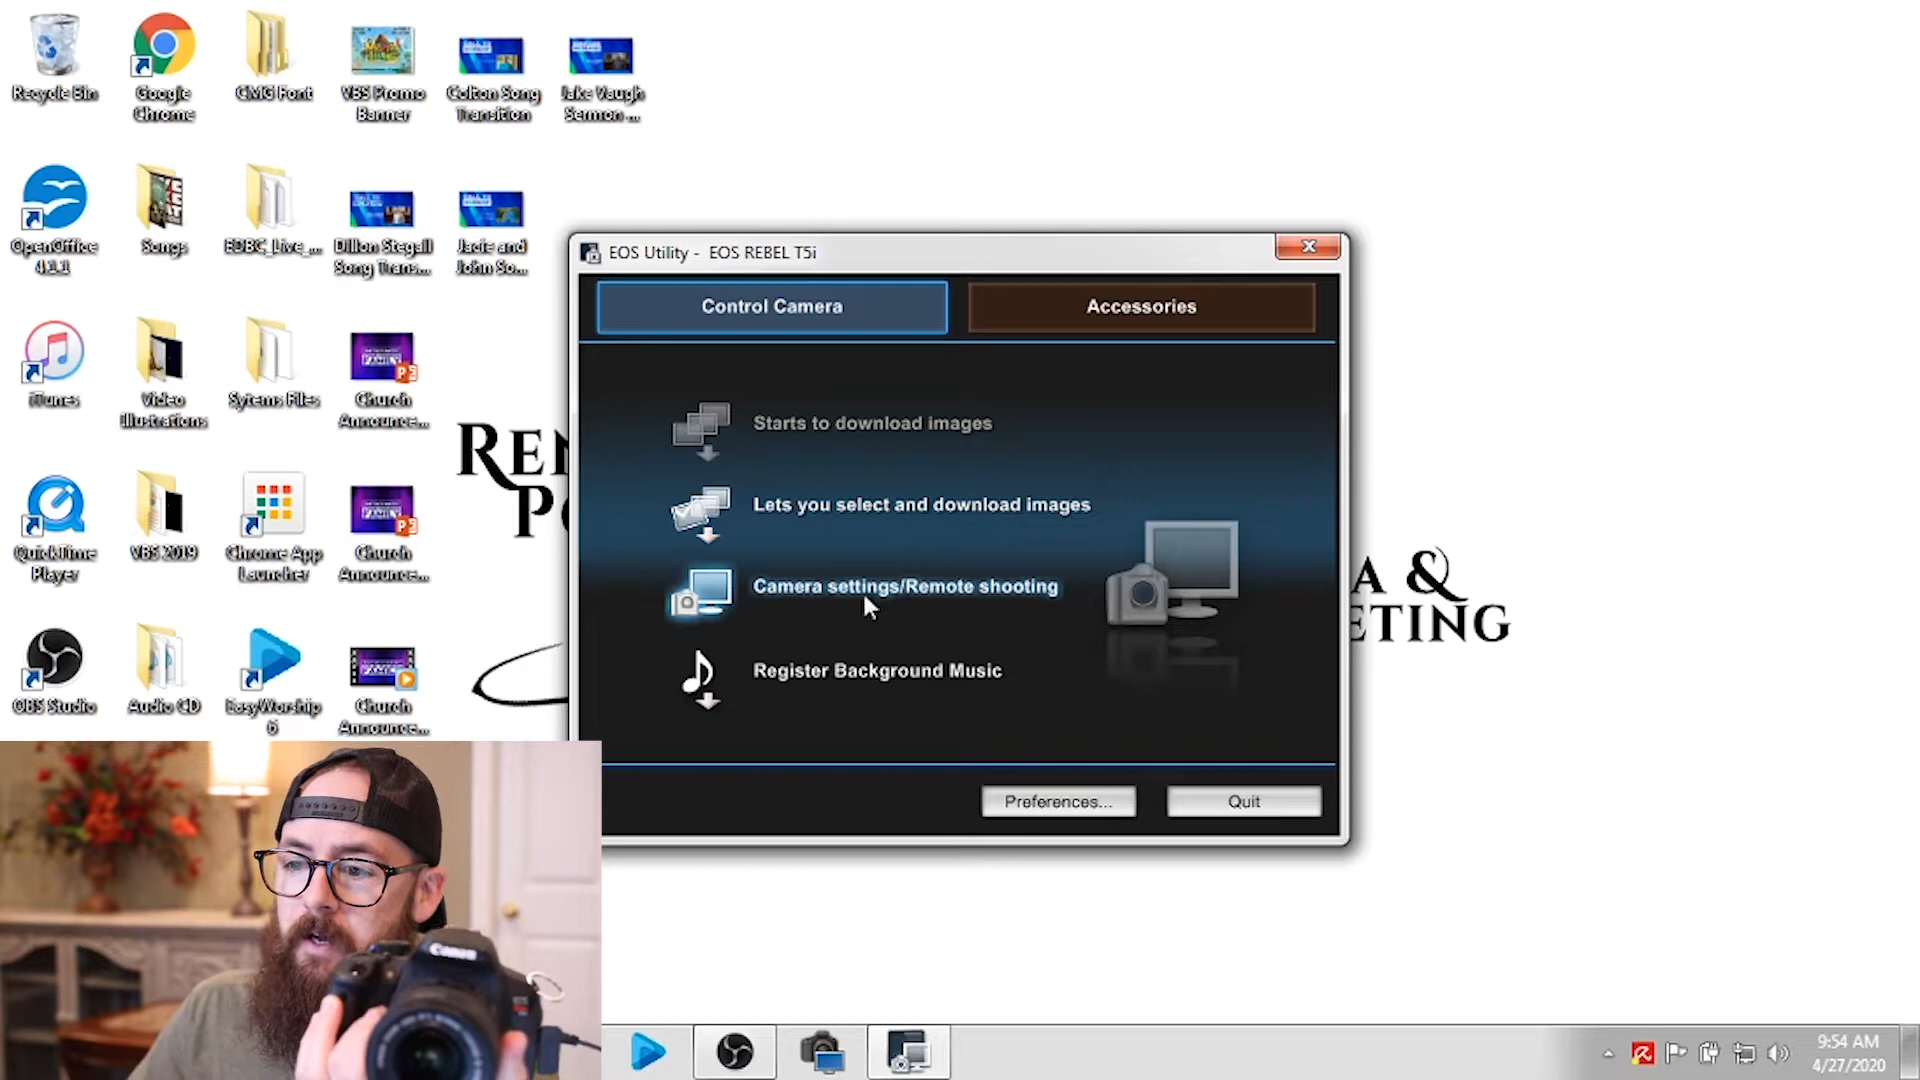 Recycle Bin
Google
Chrome
CMG Font
VBS Promo
Banner
Colton Song
Transition
Jake Vaugh
Sermon ...
OpenOffice
4.1.1
Songs
EDBC_Live_...
Dillon Stegall
Song Trans...
Jacie and
John So...
iTunes
Video
Illustrations
Sytems Files
Church
Announce...
QuickTime
Player
VBS 2019
Chrome App
Launcher
Church
Announce...
OBS Studio
Audio CD
EasyWorship
6
Church
Announce...
EOS Utility - EOS REBEL T5i
Control Camera
Accessories
Starts to download images
Lets you select and download images
Camera settings/Remote shooting
Register Background Music
Preferences...
Quit
REN
P
A &
ETING
Canon
9:54 AM
4/27/2020